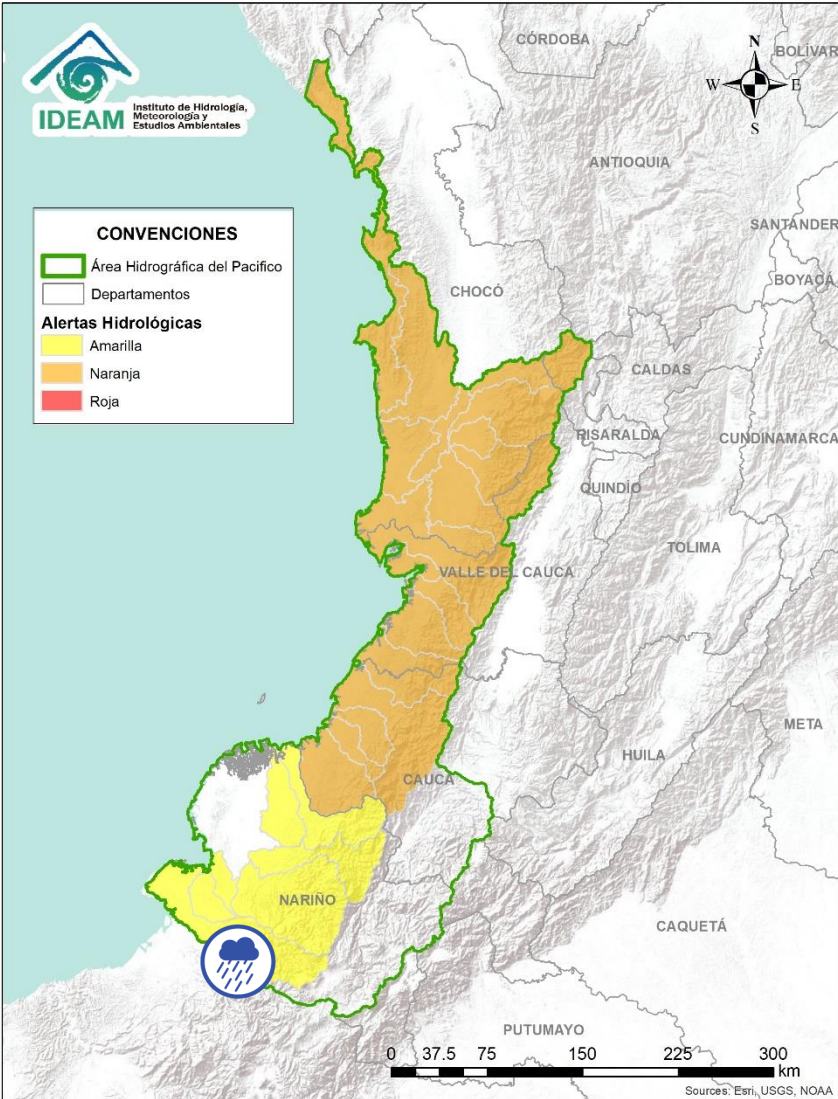 IDEAM
Instituto de Hidrología,
Meteorología y
Estudios Ambientales
CÓRDOBA
BOLÍVAR
N
W
E
S
ANTIOQUIA
SANTANDER
BOYACÁ
CONVENCIONES
Área Hidrográfica del Pacifico
Departamentos
Alertas Hidrológicas
Amarilla
Naranja
Roja
CHOCÓ
CALDAS
RISARALDA
CUNDINAMARCA
QUINDÍO
TOLIMA
VALLE DEL CAUCA
META
HUILA
CAUCA
NARIÑO
CAQUETÁ
PUTUMAYO
0 37.5 75 150 225 300
km
Sources: Esri, USGS, NOAA